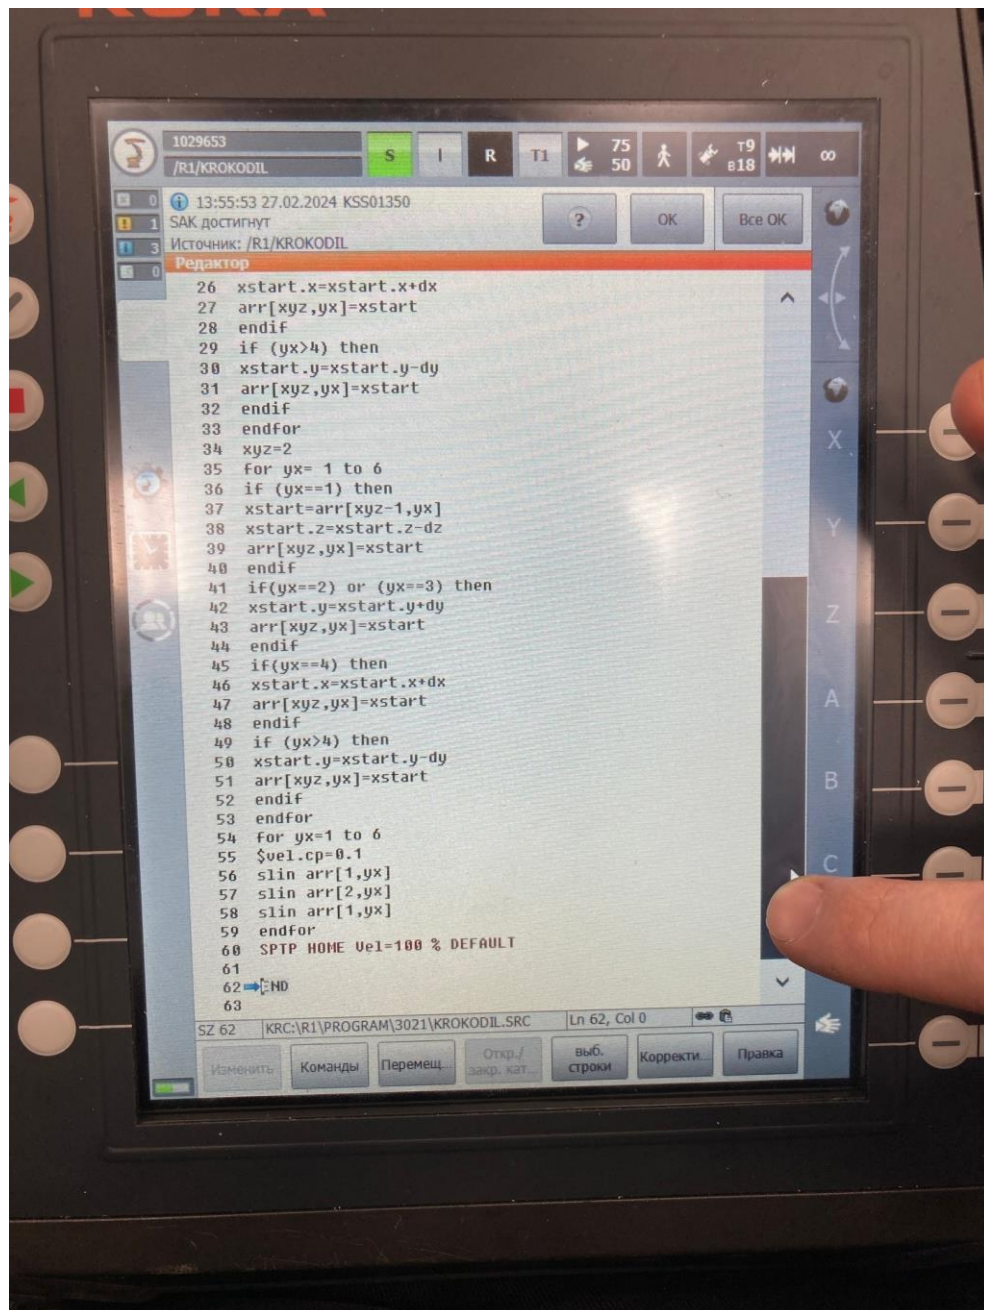 KUKA
1029653
/R1/KROKODIL
S I R T1 75 50 T9 B18 ∞
0 13:55:53 27.02.2024 KSS01350
1 SAK достигнут
3 Источник: /R1/KROKODIL
0
? OK Все OK
Редактор
26 xstart.x=xstart.x+dx
27 arr[xyz,yx]=xstart
28 endif
29 if (yx>4) then
30 xstart.y=xstart.y-dy
31 arr[xyz,yx]=xstart
32 endif
33 endfor
34 xyz=2
35 for yx= 1 to 6
36 if (yx==1) then
37 xstart=arr[xyz-1,yx]
38 xstart.z=xstart.z-dz
39 arr[xyz,yx]=xstart
40 endif
41 if(yx==2) or (yx==3) then
42 xstart.y=xstart.y+dy
43 arr[xyz,yx]=xstart
44 endif
45 if(yx==4) then
46 xstart.x=xstart.x+dx
47 arr[xyz,yx]=xstart
48 endif
49 if (yx>4) then
50 xstart.y=xstart.y-dy
51 arr[xyz,yx]=xstart
52 endif
53 endfor
54 for yx=1 to 6
55 $vel.cp=0.1
56 slin arr[1,yx]
57 slin arr[2,yx]
58 slin arr[1,yx]
59 endfor
60 SPTP HOME Vel=100 % DEFAULT
61
62 END
63
X
Y
Z
A
B
C
SZ 62 KRC:\R1\PROGRAM\3021\KROKODIL.SRC Ln 62, Col 0
Изменить
Команды
Перемещ...
Откр./
закр. кат...
выб.
строки
Корректи...
Правка